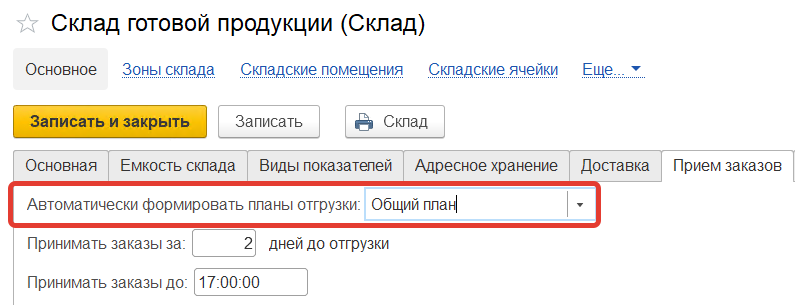 Склад готовой продукции (Склад)
Основное Зоны склада Складские помещения Складские ячейки Еще...
Записать и закрыть Записать Склад
Основная Емкость склада Виды показателей Адресное хранение Доставка Прием заказов
Автоматически формировать планы отгрузки: Общий план
Принимать заказы за: 2 дней до отгрузки
Принимать заказы до: 17:00:00